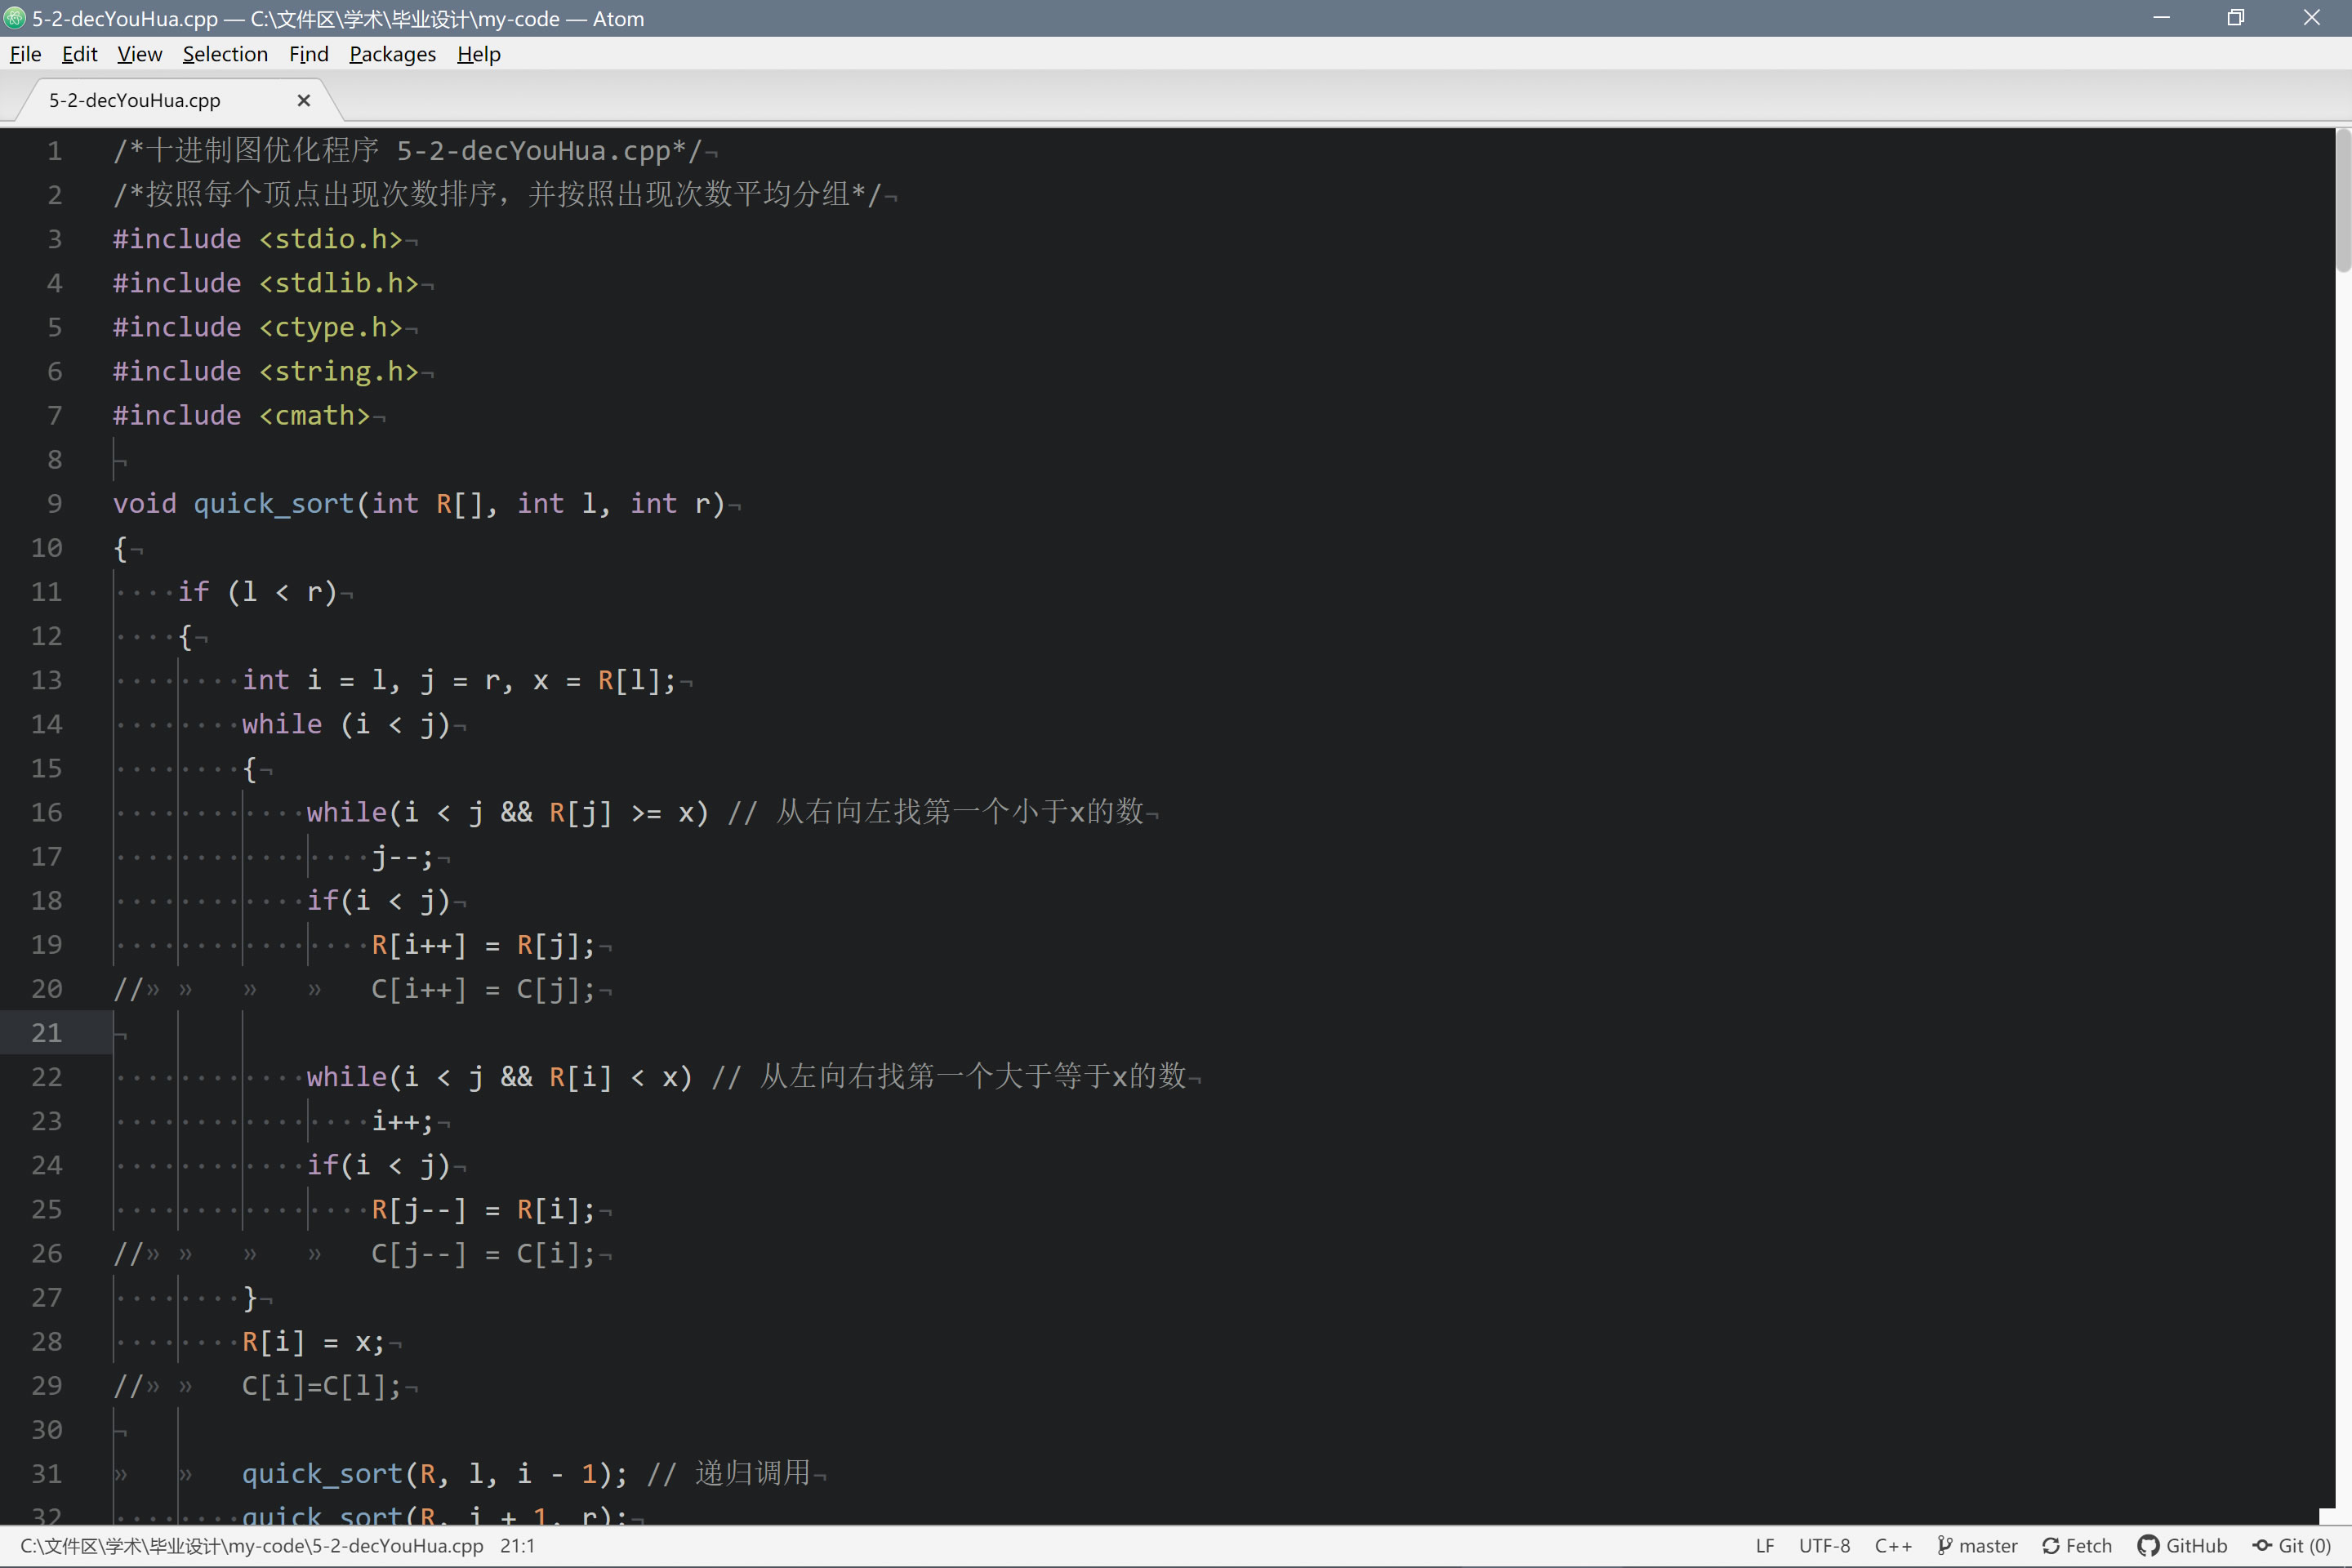 5-2-decYouHua.cpp — C:\文件区\学术\毕业设计\my-code — Atom
File Edit View Selection Find Packages Help
5-2-decYouHua.cpp
1 /*十进制图优化程序 5-2-decYouHua.cpp*/
2 /*按照每个顶点出现次数排序，并按照出现次数平均分组*/
3 #include <stdio.h>
4 #include <stdlib.h>
5 #include <ctype.h>
6 #include <string.h>
7 #include <cmath>
8
9 void quick_sort(int R[], int l, int r)
10 {
11     if (l < r)
12     {
13         int i = l, j = r, x = R[l];
14         while (i < j)
15         {
16             while(i < j && R[j] >= x) // 从右向左找第一个小于x的数
17                 j--;
18             if(i < j)
19                 R[i++] = R[j];
20 //              C[i++] = C[j];
21
22             while(i < j && R[i] < x) // 从左向右找第一个大于等于x的数
23                 i++;
24             if(i < j)
25                 R[j--] = R[i];
26 //              C[j--] = C[i];
27         }
28         R[i] = x;
29 //      C[i]=C[l];
30
31         quick_sort(R, l, i - 1); // 递归调用
32         quick_sort(R, i + 1, r);
C:\文件区\学术\毕业设计\my-code\5-2-decYouHua.cpp 21:1 LF UTF-8 C++ master Fetch GitHub Git (0)